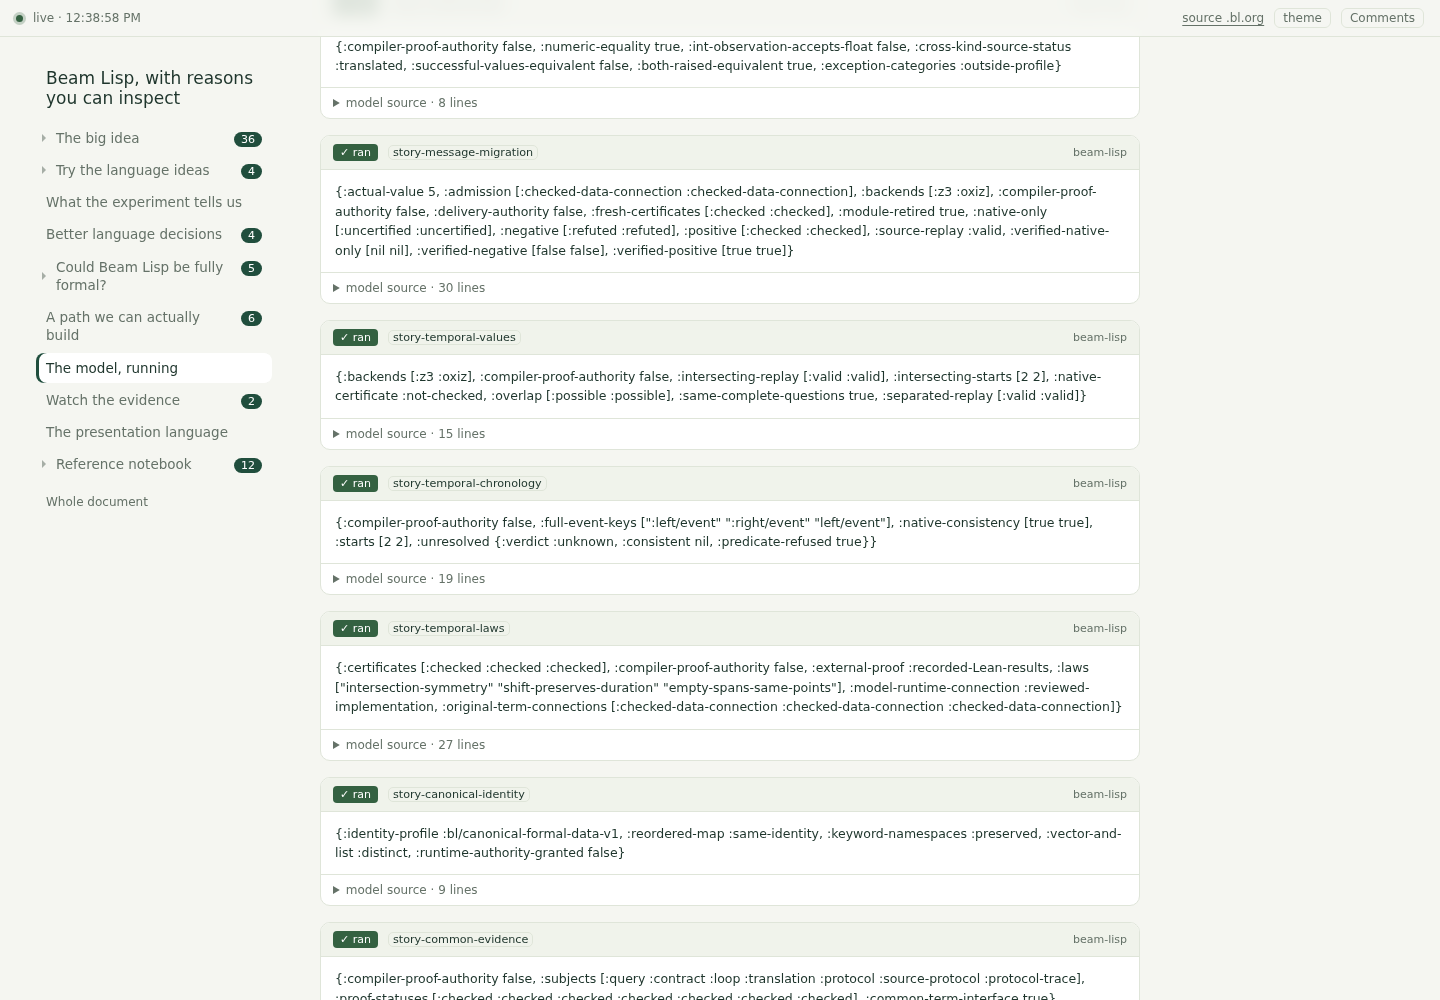 live · 12:38:58 PM
source .bl.org
theme
Comments
Beam Lisp, with reasons
you can inspect
The big idea
36
Try the language ideas
4
What the experiment tells us
Better language decisions
4
Could Beam Lisp be fully
formal?
5
A path we can actually
build
6
The model, running
Watch the evidence
2
The presentation language
Reference notebook
12
Whole document
{:compiler-proof-authority false, :numeric-equality true, :int-observation-accepts-float false, :cross-kind-source-status
:translated, :successful-values-equivalent false, :both-raised-equivalent true, :exception-categories :outside-profile}
model source · 8 lines
✓ ran
story-message-migration
beam-lisp
{:actual-value 5, :admission [:checked-data-connection :checked-data-connection], :backends [:z3 :oxiz], :compiler-proof-
authority false, :delivery-authority false, :fresh-certificates [:checked :checked], :module-retired true, :native-only
[:uncertified :uncertified], :negative [:refuted :refuted], :positive [:checked :checked], :source-replay :valid, :verified-native-
only [nil nil], :verified-negative [false false], :verified-positive [true true]}
model source · 30 lines
✓ ran
story-temporal-values
beam-lisp
{:backends [:z3 :oxiz], :compiler-proof-authority false, :intersecting-replay [:valid :valid], :intersecting-starts [2 2], :native-
certificate :not-checked, :overlap [:possible :possible], :same-complete-questions true, :separated-replay [:valid :valid]}
model source · 15 lines
✓ ran
story-temporal-chronology
beam-lisp
{:compiler-proof-authority false, :full-event-keys [":left/event" ":right/event" "left/event"], :native-consistency [true true],
:starts [2 2], :unresolved {:verdict :unknown, :consistent nil, :predicate-refused true}}
model source · 19 lines
✓ ran
story-temporal-laws
beam-lisp
{:certificates [:checked :checked :checked], :compiler-proof-authority false, :external-proof :recorded-Lean-results, :laws
["intersection-symmetry" "shift-preserves-duration" "empty-spans-same-points"], :model-runtime-connection :reviewed-
implementation, :original-term-connections [:checked-data-connection :checked-data-connection :checked-data-connection]}
model source · 27 lines
✓ ran
story-canonical-identity
beam-lisp
{:identity-profile :bl/canonical-formal-data-v1, :reordered-map :same-identity, :keyword-namespaces :preserved, :vector-and-
list :distinct, :runtime-authority-granted false}
model source · 9 lines
✓ ran
story-common-evidence
beam-lisp
{:compiler-proof-authority false, :subjects [:query :contract :loop :translation :protocol :source-protocol :protocol-trace],
:proof-statuses [:checked :checked :checked :checked :checked :checked :checked], :common-term-interface true}